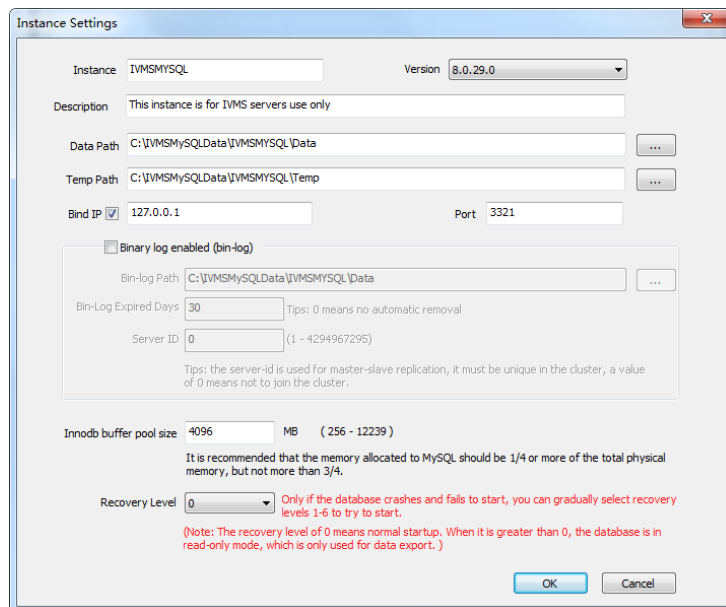 Instance Settings
Instance IVMSMYSQL Version 8.0.29.0
Description This instance is for IVMS servers use only
Data Path C:\IVMSMySQLData\IVMSMYSQL\Data ...
Temp Path C:\IVMSMySQLData\IVMSMYSQL\Temp ...
Bind IP 127.0.0.1 Port 3321
Binary log enabled (bin-log)
Bin-log Path C:\IVMSMySQLData\IVMSMYSQL\Data ...
Bin-Log Expired Days 30 Tips: 0 means no automatic removal
Server ID 0 (1 - 4294967295)
Tips: the server-id is used for master-slave replication, it must be unique in the cluster, a value
of 0 means not to join the cluster.
Innodb buffer pool size 4096 MB ( 256 - 12239 )
It is recommended that the memory allocated to MySQL should be 1/4 or more of the total physical
memory, but not more than 3/4.
Recovery Level 0 Only if the database crashes and fails to start, you can gradually select recovery
levels 1-6 to try to start.
(Note: The recovery level of 0 means normal startup. When it is greater than 0, the database is in
read-only mode, which is only used for data export. )
OK Cancel